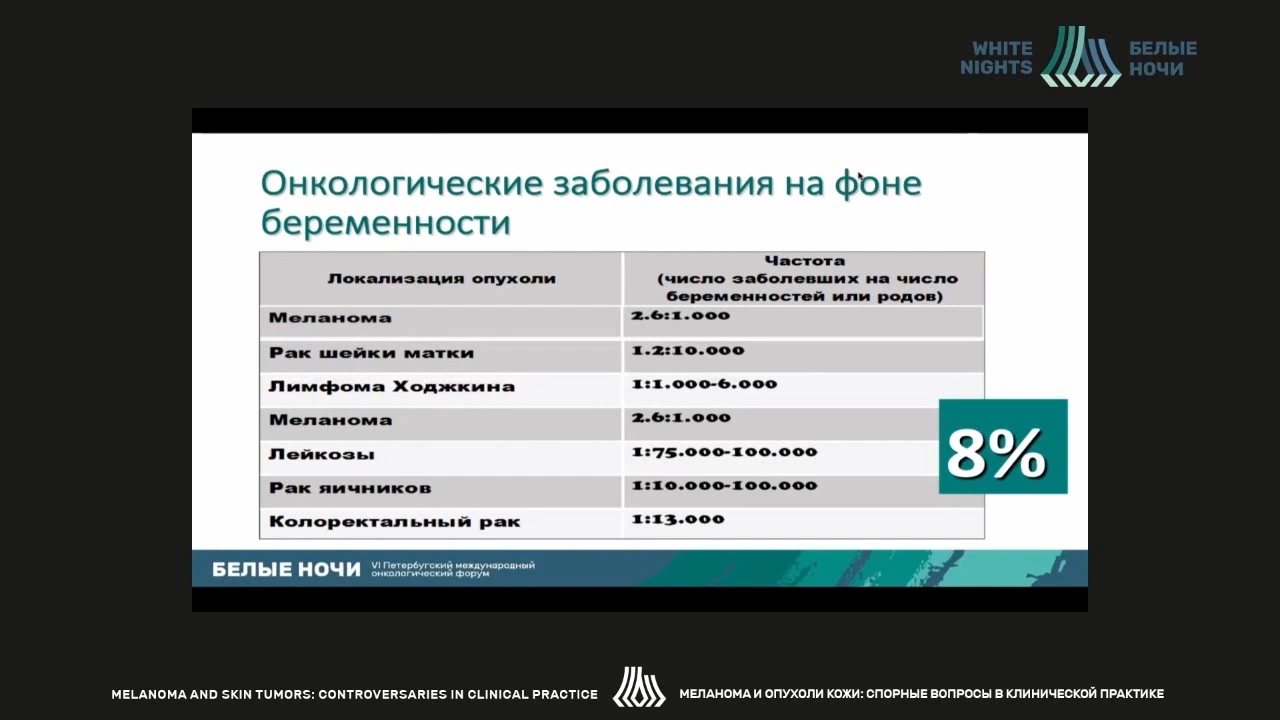 WHITE
NIGHTS
БЕЛЫЕ
НОЧИ
Онкологические заболевания на фоне
беременности
Локализация опухоли
Частота
(число заболевших на число
беременностей или родов)
Меланома
2.6:1.000
Рак шейки матки
1.2:10.000
Лимфома Ходжкина
1:1.000-6.000
Меланома
2.6:1.000
Лейкозы
1:75.000-100.000
Рак яичников
1:10.000-100.000
Колоректальный рак
1:13.000
8%
БЕЛЫЕ НОЧИ
VI Петербугский международный
онкологический форум
MELANOMA AND SKIN TUMORS: CONTROVERSARIES IN CLINICAL PRACTICE
МЕЛАНОМА И ОПУХОЛИ КОЖИ: СПОРНЫЕ ВОПРОСЫ В КЛИНИЧЕСКОЙ ПРАКТИКЕ